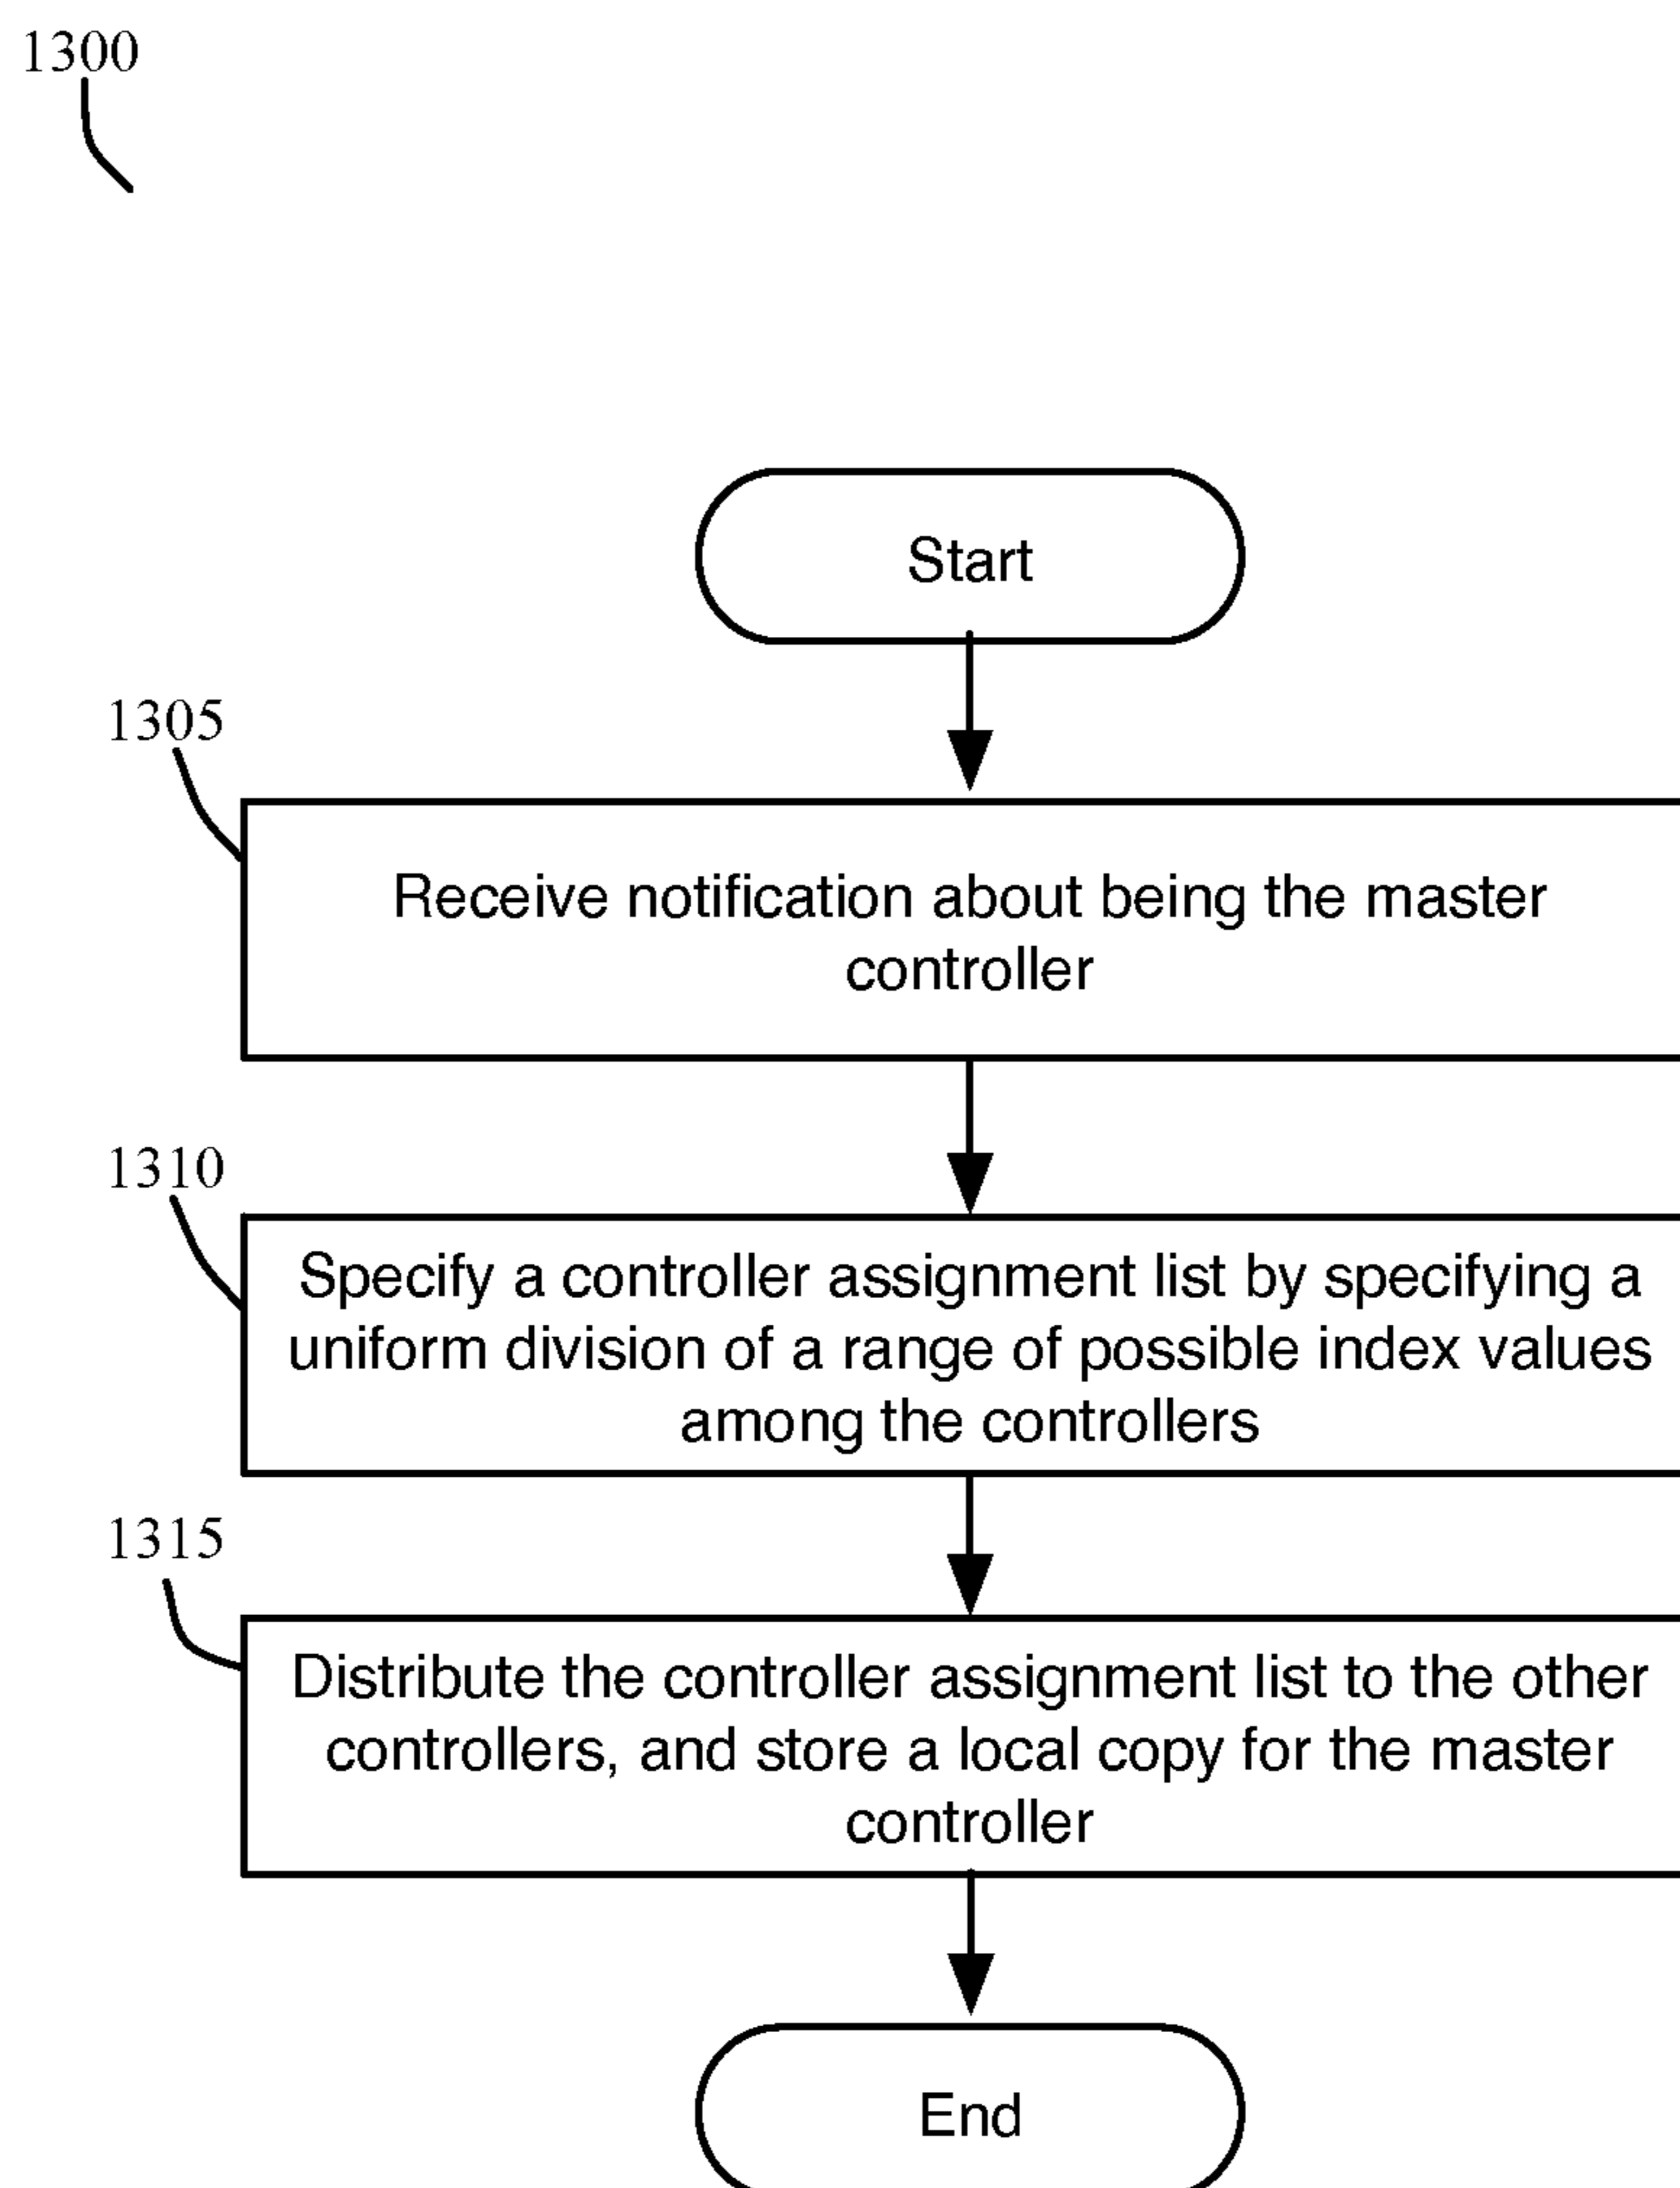 1300
Start
1305
Receive notification about being the master
controller
1310
Specify a controller assignment list by specifying a
uniform division of a range of possible index values
among the controllers
1315
Distribute the controller assignment list to the other
controllers, and store a local copy for the master
controller
End